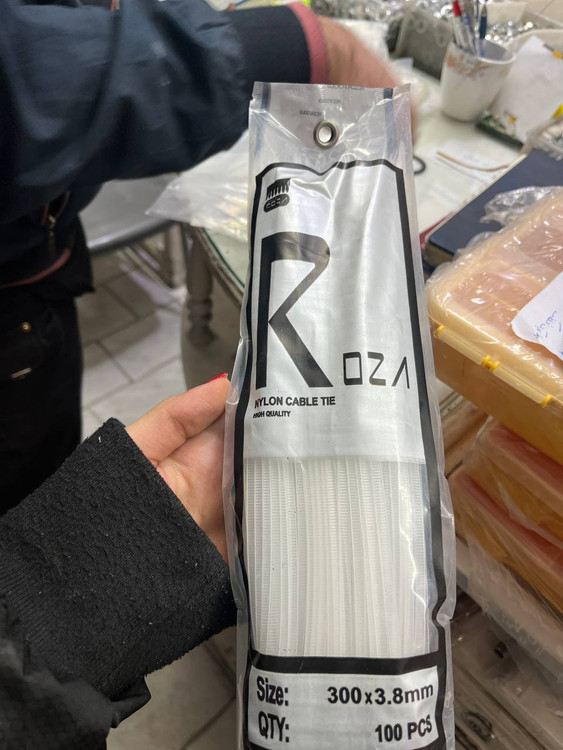 ROZA
NYLON CABLE TIE
HIGH QUALITY
Size: 300x3.8mm
QTY: 100 PCS